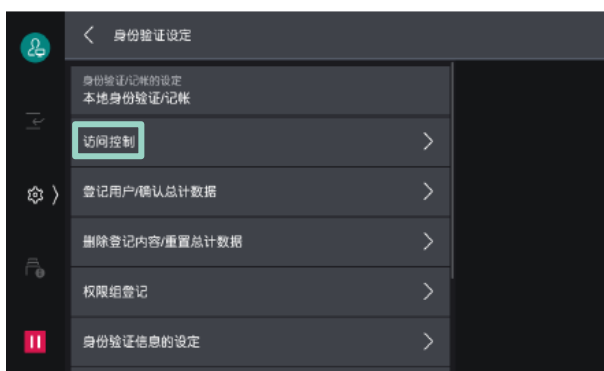 身份验证设定
身份验证/记帐的设定
本地身份验证/记帐
访问控制
登记用户/确认总计数据
删除登记内容/重置总计数据
权限组登记
身份验证信息的设定